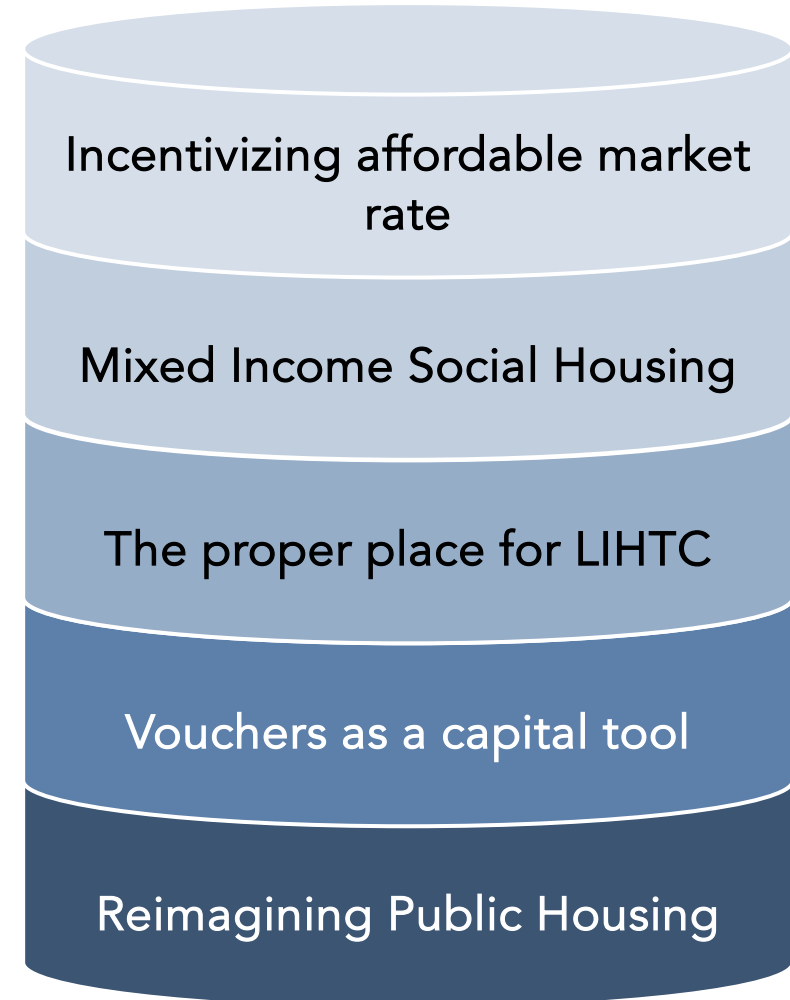 Incentivizing affordable market
rate
Mixed Income Social Housing
The proper place for LIHTC
Vouchers as a capital tool
Reimagining Public Housing